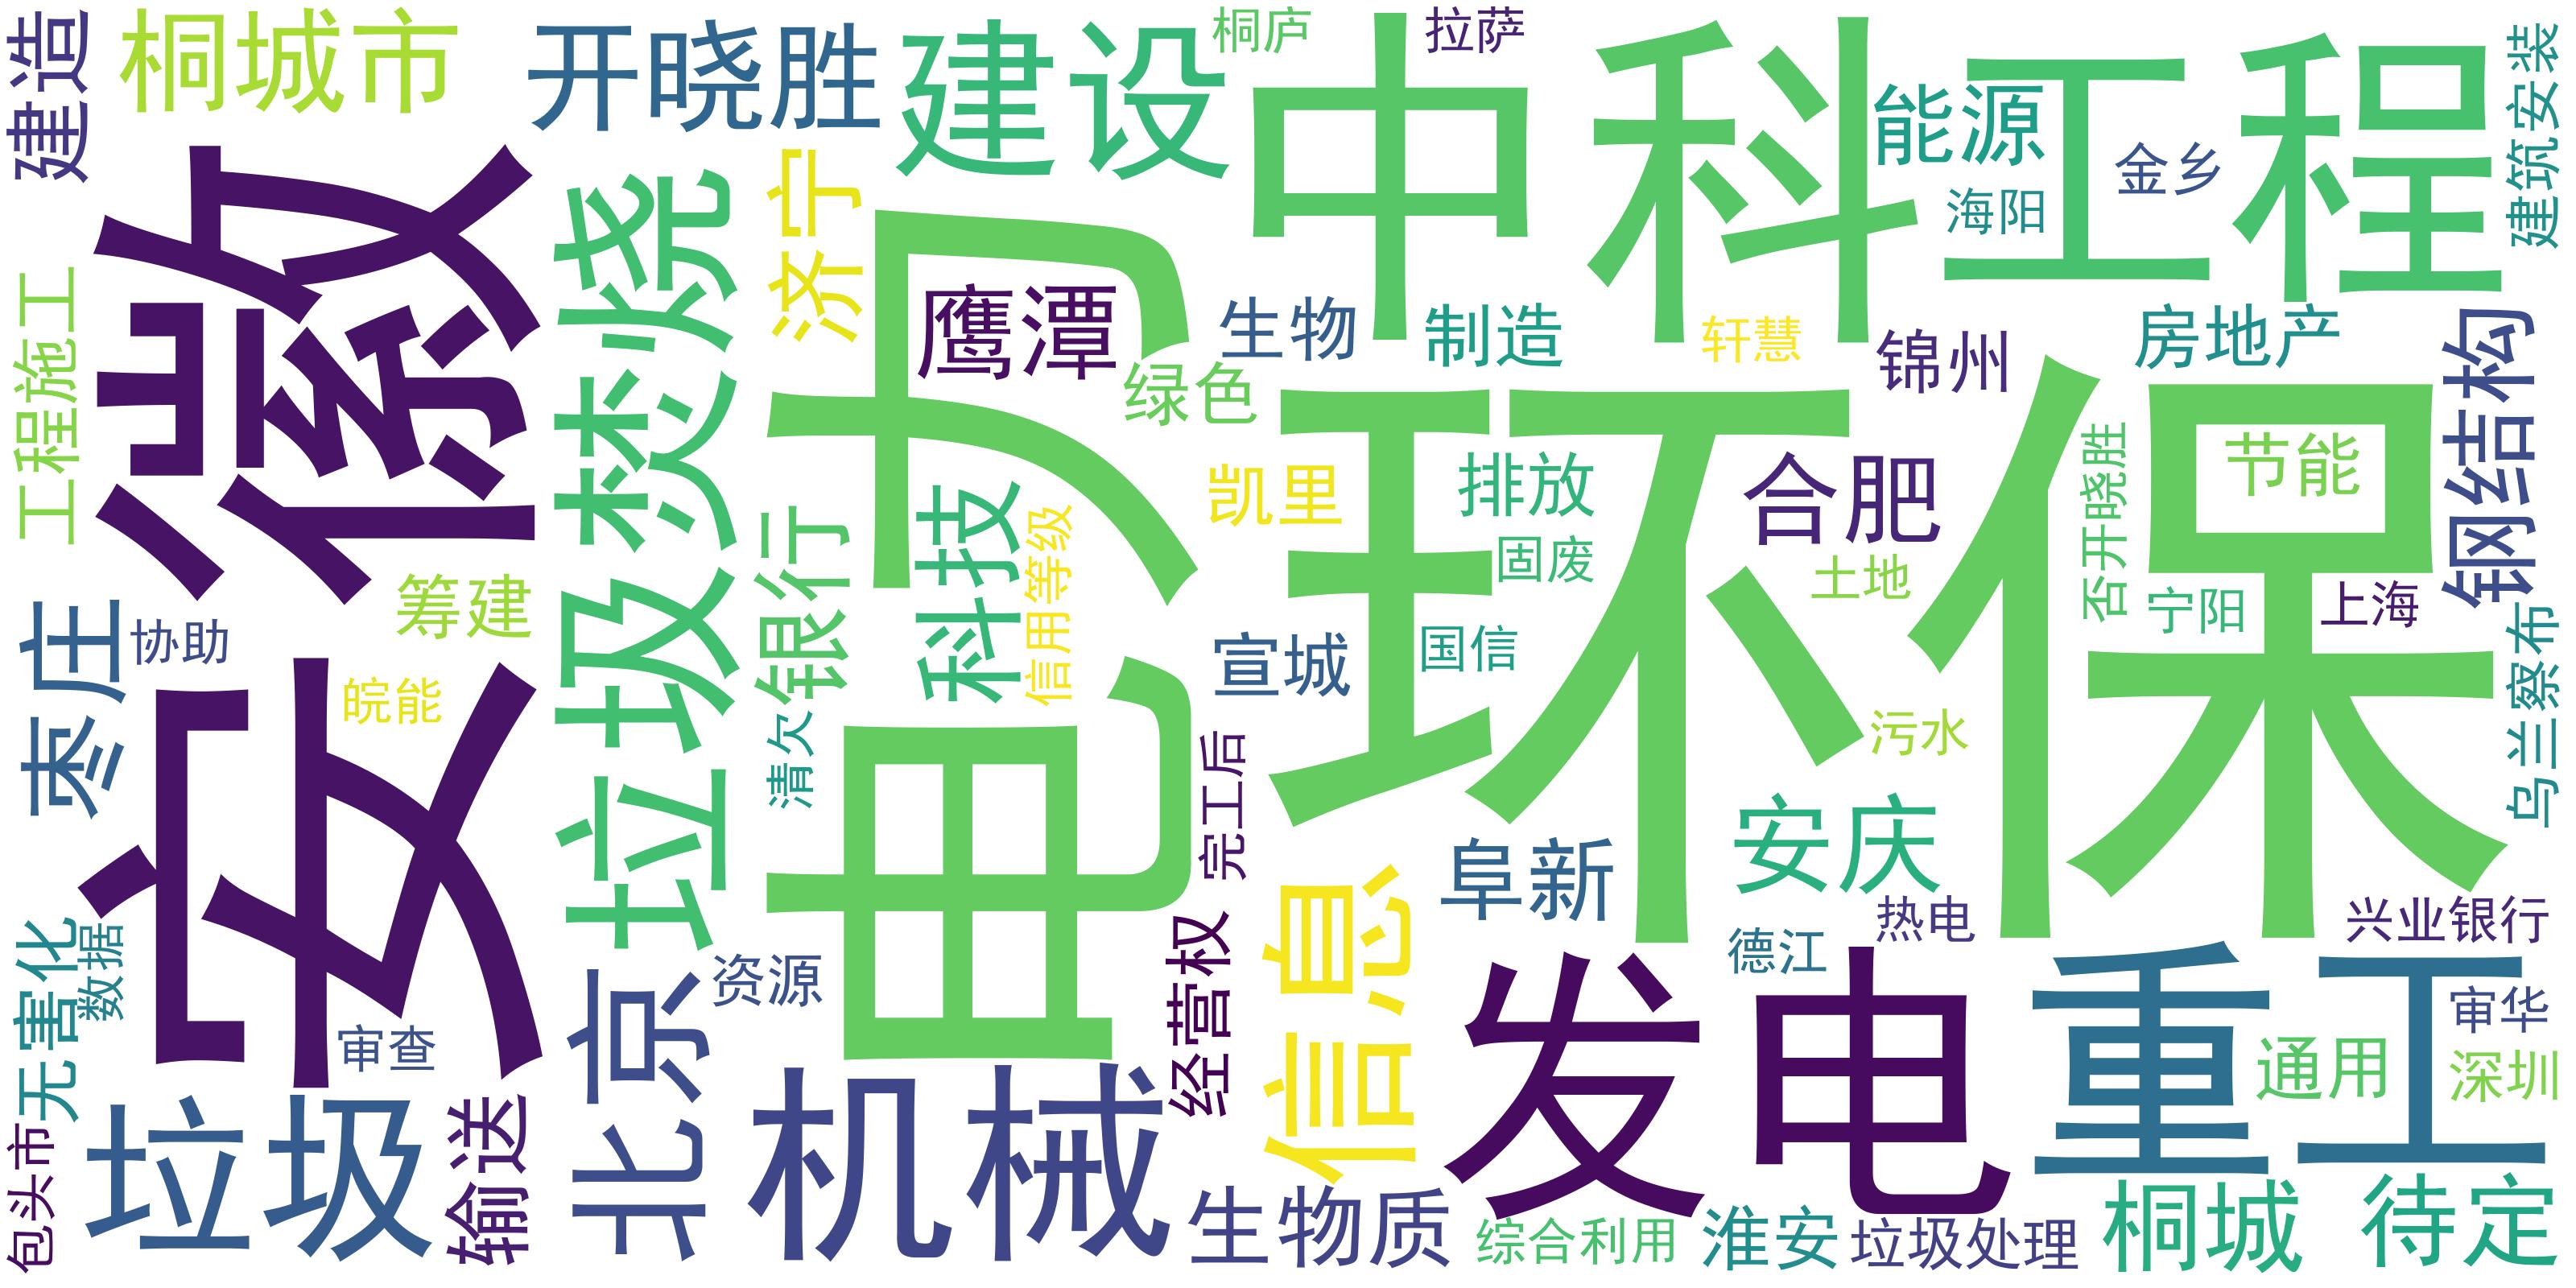 建造
桐城市
开晓胜
建设
桐庐
拉萨
中科
工程
能源
金乡
海阳
建筑安装
安徽
垃圾焚烧
济宁
电力
鹰潭
生物
制造
轩慧
锦州
房地产
钢结构
工程施工
绿色
环保
凯里
排放
合肥
否开晓胜
节能
科技
信用等级
银行
固废
土地
宁阳
上海
枣庄
协助
筹建
皖能
宣城
国信
污水
乌兰察布
清欠
完工后
阜新
安庆
信息
热电
德江
兴业银行
无害化
数据
北京
资源
经营权
发电
重工
审华
审查
通用
深圳
包头市
垃圾
输送
机械
生物质
综合利用
淮安
垃圾处理
桐城
待定